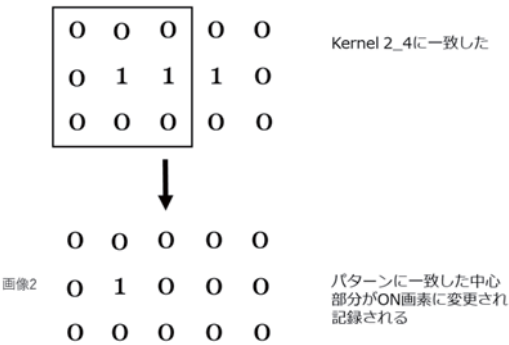 0 0 0 0 0
Kernel 2_4に一致した
0 1 1 1 0
0 0 0 0 0
0 0 0 0 0
画像2
0 1 0 0 0
パターンに一致した中心
部分がON画素に変更され
記録される
0 0 0 0 0